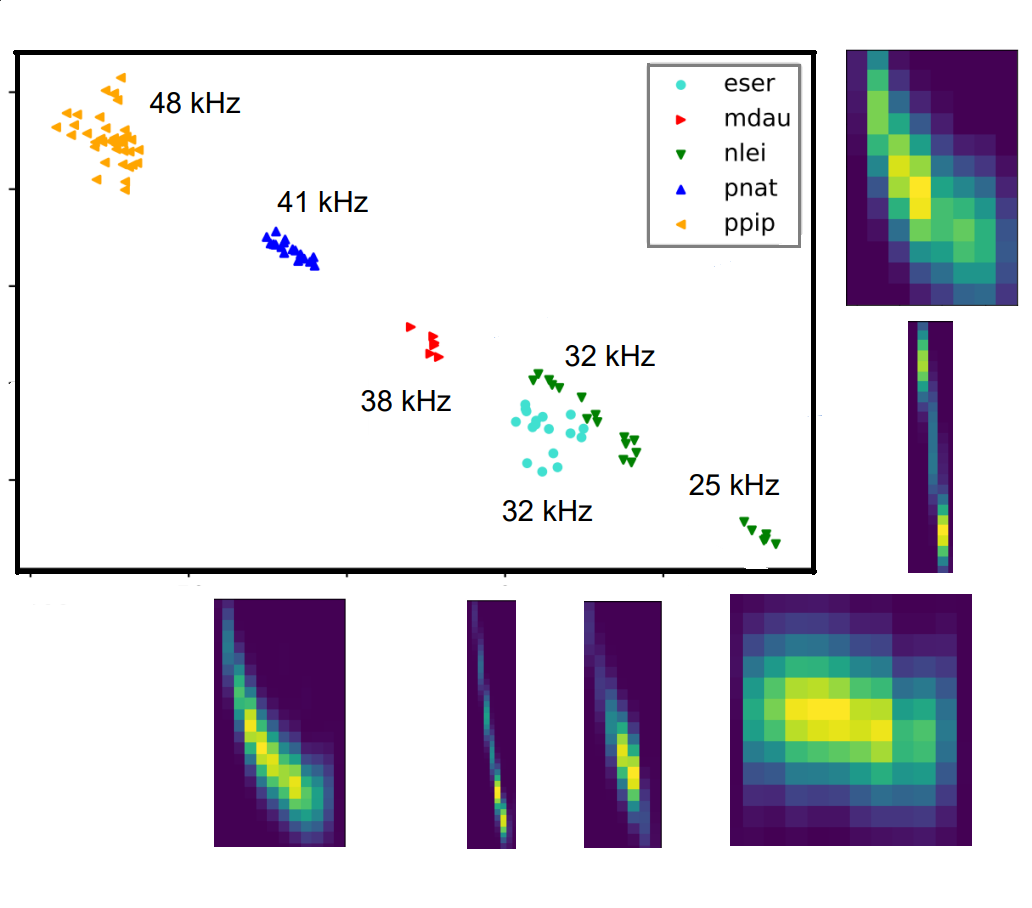 48 kHz
eser
mdau
nlei
pnat
ppip
41 kHz
32 kHz
38 kHz
25 kHz
32 kHz